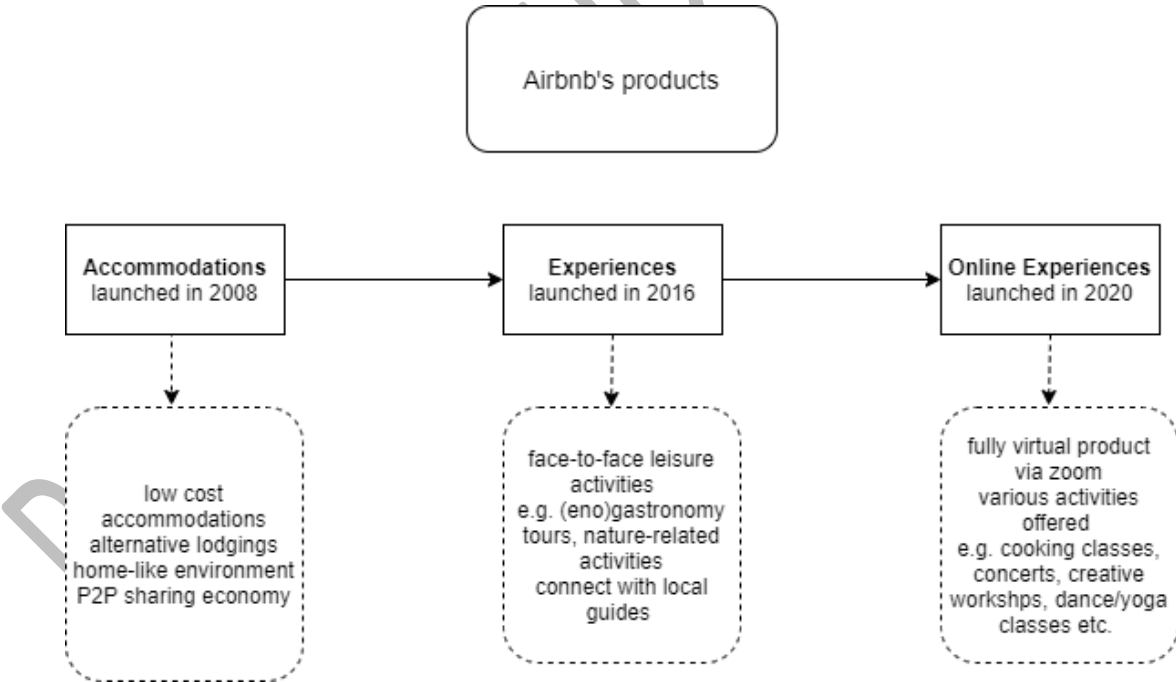 Airbnb's products
Accommodations
launched in 2008
Experiences
launched in 2016
Online Experiences
launched in 2020
low cost
accommodations
alternative lodgings
home-like environment
P2P sharing economy
face-to-face leisure
activities
e.g. (eno)gastronomy
tours, nature-related
activities
connect with local
guides
fully virtual product
via zoom
various activities
offered
e.g. cooking classes,
concerts, creative
workshps, dance/yoga
classes etc.